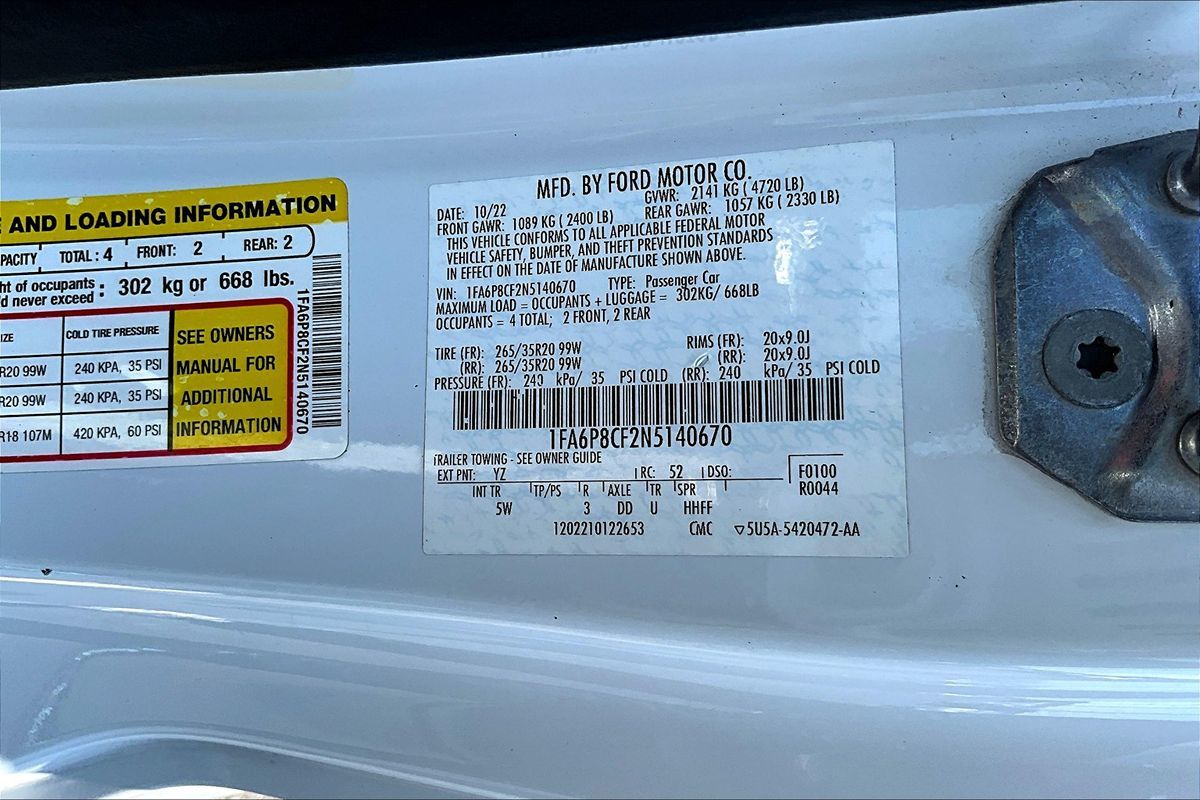 E AND LOADING INFORMATION
PACITY TOTAL : 4 FRONT: 2 REAR: 2
ht of occupants
d never exceed : 302 kg or 668 lbs.
IZE COLD TIRE PRESSURE
R20 99W 240 KPA, 35 PSI
R20 99W 240 KPA, 35 PSI
R18 107M 420 KPA, 60 PSI
SEE OWNERS
MANUAL FOR
ADDITIONAL
INFORMATION
1FA6P8CF2N5140670
MFD. BY FORD MOTOR CO.
DATE: 10/22 GVWR: 2141 KG ( 4720 LB)
FRONT GAWR: 1089 KG ( 2400 LB) REAR GAWR: 1057 KG ( 2330 LB)
THIS VEHICLE CONFORMS TO ALL APPLICABLE FEDERAL MOTOR
VEHICLE SAFETY, BUMPER, AND THEFT PREVENTION STANDARDS
IN EFFECT ON THE DATE OF MANUFACTURE SHOWN ABOVE.
VIN: 1FA6P8CF2N5140670 TYPE: Passenger Car
MAXIMUM LOAD = OCCUPANTS + LUGGAGE = 302KG/ 668LB
OCCUPANTS = 4 TOTAL; 2 FRONT, 2 REAR
TIRE (FR): 265/35R20 99W RIMS (FR): 20x9.0J
(RR): 265/35R20 99W (RR): 20x9.0J
PRESSURE (FR): 240 kPa/ 35 PSI COLD (RR): 240 kPa/ 35 PSI COLD
1FA6P8CF2N5140670
TRAILER TOWING - SEE OWNER GUIDE
EXT PNT: YZ RC: 52 DSO: F0100
R0044
INT TR TP/PS R AXLE TR SPR
5W 3 DD U HHFF
1202210122653 CMC ▽5U5A-5420472-AA